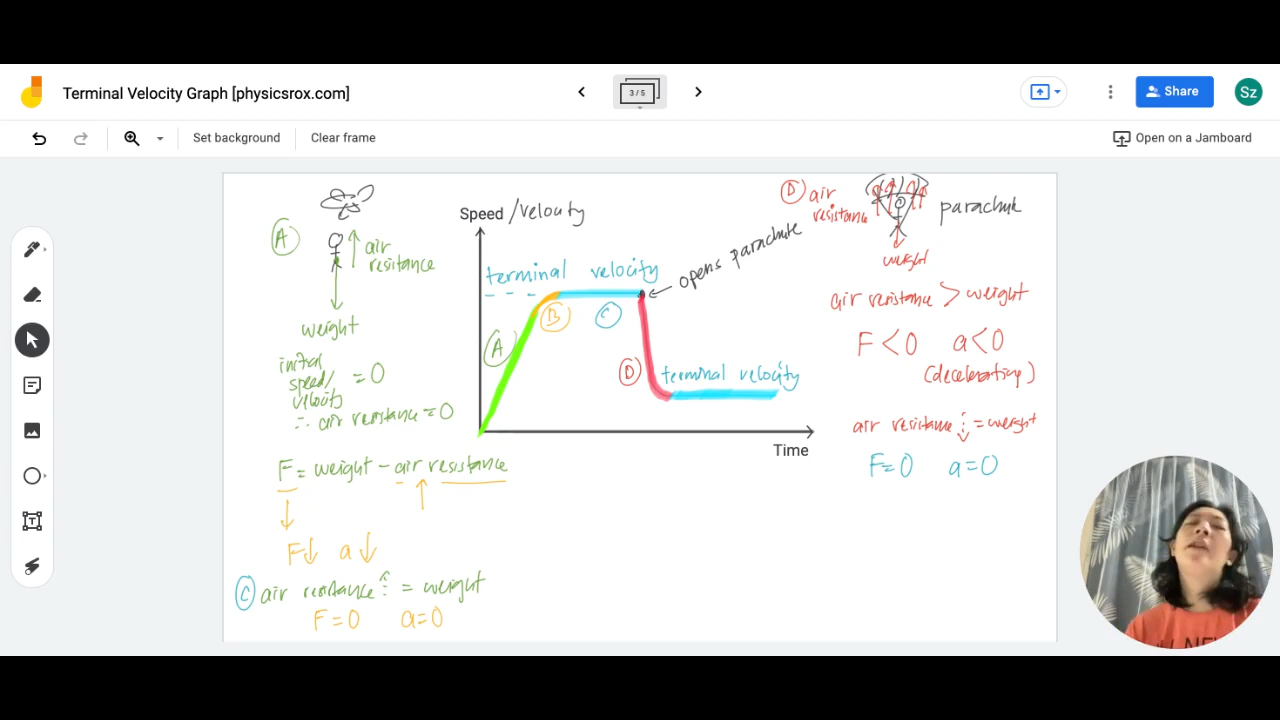 Terminal Velocity Graph [physicsrox.com]
3 / 5
Share
Sz
Set background
Clear frame
Open on a Jamboard
A
air
resistance
weight
initial
speed/
velocity
= 0
∴ air resistance = 0
F = weight - air resistance
F↓ a↓
C air resistance ↑ = weight
F = 0 a = 0
Speed /velocity
terminal velocity
opens parachute
A
B
C
D
terminal velocity
Time
D air
resistance
parachute
weight
air resistance > weight
F < 0 a < 0
(decelerating)
air resistance ↓ = weight
F = 0 a = 0